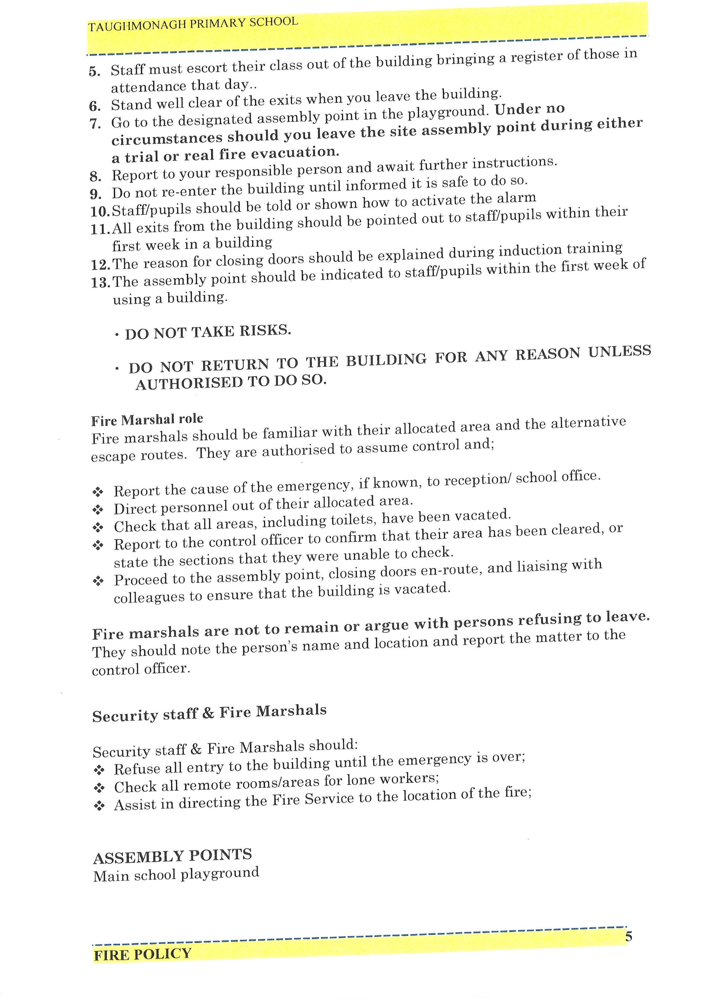 TAUGHMONAGH PRIMARY SCHOOL
5. Staff must escort their class out of the building bringing a register of those in
attendance that day..
6. Stand well clear of the exits when you leave the building.
7. Go to the designated assembly point in the playground. Under no
circumstances should you leave the site assembly point during either
a trial or real fire evacuation.
8. Report to your responsible person and await further instructions.
9. Do not re-enter the building until informed it is safe to do so.
10. Staff/pupils should be told or shown how to activate the alarm
11. All exits from the building should be pointed out to staff/pupils within their
first week in a building
12. The reason for closing doors should be explained during induction training
13. The assembly point should be indicated to staff/pupils within the first week of
using a building.
• DO NOT TAKE RISKS.
• DO NOT RETURN TO THE BUILDING FOR ANY REASON UNLESS
AUTHORISED TO DO SO.
Fire Marshal role
Fire marshals should be familiar with their allocated area and the alternative
escape routes. They are authorised to assume control and;
❖ Report the cause of the emergency, if known, to reception/ school office.
❖ Direct personnel out of their allocated area.
❖ Check that all areas, including toilets, have been vacated.
❖ Report to the control officer to confirm that their area has been cleared, or
state the sections that they were unable to check.
❖ Proceed to the assembly point, closing doors en-route, and liaising with
colleagues to ensure that the building is vacated.
Fire marshals are not to remain or argue with persons refusing to leave.
They should note the person's name and location and report the matter to the
control officer.
Security staff & Fire Marshals
Security staff & Fire Marshals should:
❖ Refuse all entry to the building until the emergency is over;
❖ Check all remote rooms/areas for lone workers;
❖ Assist in directing the Fire Service to the location of the fire;
ASSEMBLY POINTS
Main school playground
5
FIRE POLICY